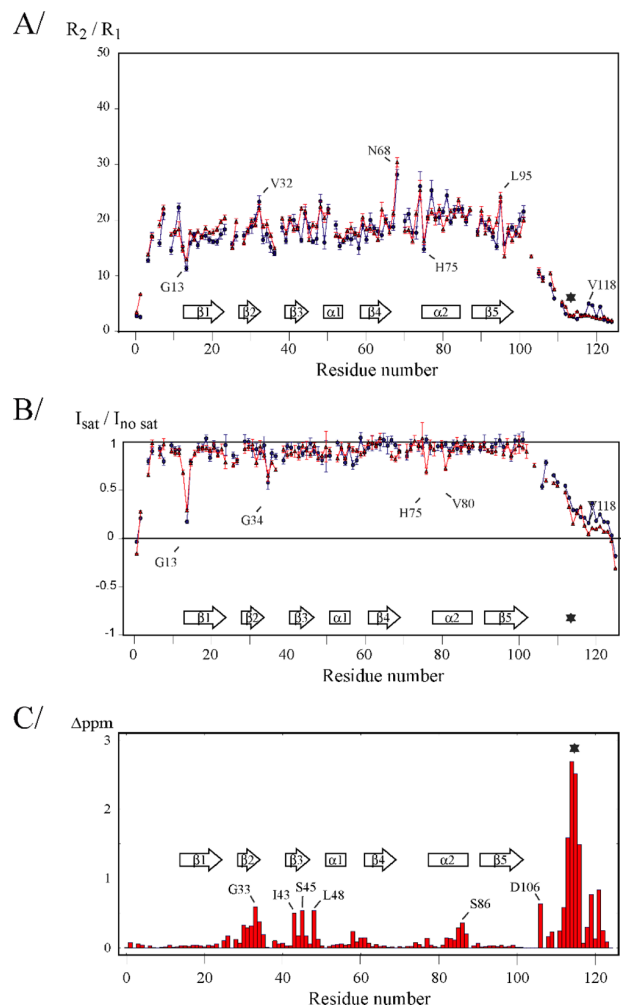 A/
R2 / R1
50
40
30
20
10
0
N68
V32
L95
G13
H75
V118
β1 β2 β3 α1 β4 α2 β5
0 20 40 60 80 100 120
Residue number
B/
Isat / Ino sat
1
0.5
0
-0.5
-1
G34
H75
V80
V118
G13
β1 β2 β3 α1 β4 α2 β5
0 20 40 60 80 100 120
Residue number
C/
Δppm
3
2
1
0
β1 β2 β3 α1 β4 α2 β5
G33
I43
S45
L48
S86
D106
0 20 40 60 80 100 120
Residue number